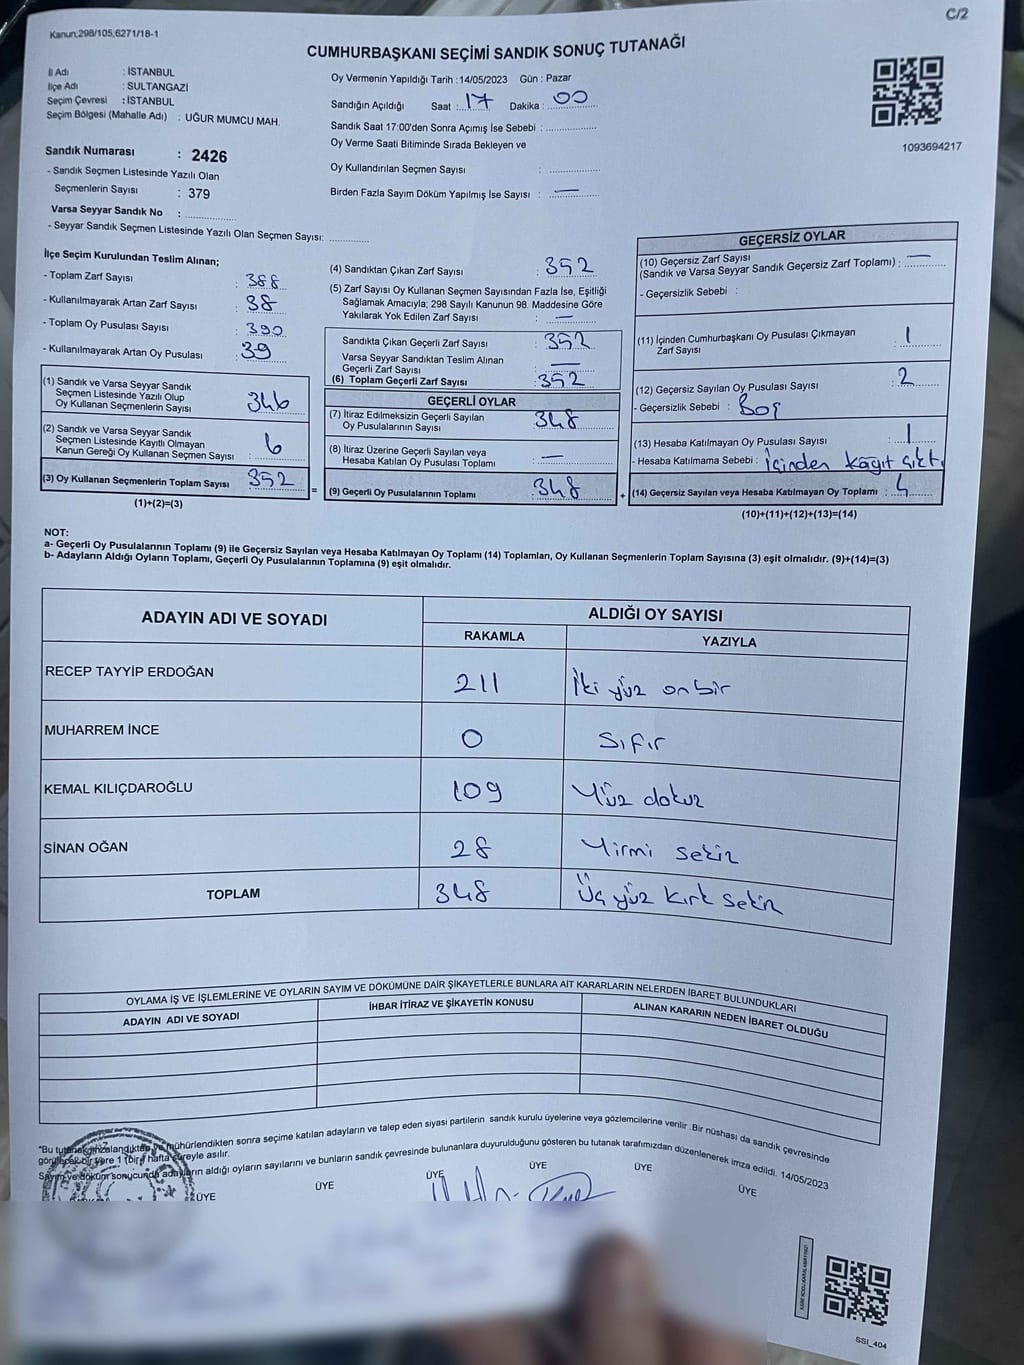 C/2
Kanun;298/105,6271/18-1
CUMHURBAŞKANI SEÇİMİ SANDIK SONUÇ TUTANAĞI
İl Adı : İSTANBUL
İlçe Adı : SULTANGAZİ
Seçim Çevresi : İSTANBUL
Seçim Bölgesi (Mahalle Adı) : UĞUR MUMCU MAH.
Sandık Numarası : 2426
- Sandık Seçmen Listesinde Yazılı Olan
Seçmenlerin Sayısı : 379
Varsa Seyyar Sandık No :
- Seyyar Sandık Seçmen Listesinde Yazılı Olan Seçmen Sayısı:
Oy Vermenin Yapıldığı Tarih :14/05/2023 Gün : Pazar
Sandığın Açıldığı Saat : 17 Dakika : 00
Sandık Saat 17:00'den Sonra Açımış İse Sebebi :
Oy Verme Saati Bitiminde Sırada Bekleyen ve
Oy Kullandırılan Seçmen Sayısı :
Birden Fazla Sayım Döküm Yapılmış İse Sayısı : —
1093694217
İlçe Seçim Kurulundan Teslim Alınan;
- Toplam Zarf Sayısı : 388
- Kullanılmayarak Artan Zarf Sayısı : 38
- Toplam Oy Pusulası Sayısı : 390
- Kullanılmayarak Artan Oy Pusulası : 39
(1) Sandık ve Varsa Seyyar Sandık
Seçmen Listesinde Yazılı Olup
Oy Kullanan Seçmenlerin Sayısı : 346
(2) Sandık ve Varsa Seyyar Sandık
Seçmen Listesinde Kayıtlı Olmayan
Kanun Gereği Oy Kullanan Seçmen Sayısı : 6
(3) Oy Kullanan Seçmenlerin Toplam Sayısı : 352
(1)+(2)=(3)
(4) Sandıktan Çıkan Zarf Sayısı : 352
(5) Zarf Sayısı Oy Kullanan Seçmen Sayısından Fazla İse, Eşitliği
Sağlamak Amacıyla; 298 Sayılı Kanunun 98. Maddesine Göre
Yakılarak Yok Edilen Zarf Sayısı : —
Sandıkta Çıkan Geçerli Zarf Sayısı : 352
Varsa Seyyar Sandıktan Teslim Alınan
Geçerli Zarf Sayısı : —
(6) Toplam Geçerli Zarf Sayısı : 352
GEÇERLİ OYLAR
(7) İtiraz Edilmeksizin Geçerli Sayılan
Oy Pusulalarının Sayısı : 348
(8) İtiraz Üzerine Geçerli Sayılan veya
Hesaba Katılan Oy Pusulası Toplamı : —
= (9) Geçerli Oy Pusulalarının Toplamı : 348 +
GEÇERSİZ OYLAR
(10) Geçersiz Zarf Sayısı
(Sandık ve Varsa Seyyar Sandık Geçersiz Zarf Toplamı) : —
- Geçersizlik Sebebi :
(11) İçinden Cumhurbaşkanı Oy Pusulası Çıkmayan
Zarf Sayısı : 1
(12) Geçersiz Sayılan Oy Pusulası Sayısı : 2
- Geçersizlik Sebebi : Boş
(13) Hesaba Katılmayan Oy Pusulası Sayısı : 1
- Hesaba Katılmama Sebebi : İçinden kağıt çıktı
(14) Geçersiz Sayılan veya Hesaba Katılmayan Oy Toplamı : 4
(10)+(11)+(12)+(13)=(14)
NOT:
a- Geçerli Oy Pusulalarının Toplamı (9) ile Geçersiz Sayılan veya Hesaba Katılmayan Oy Toplamı (14) Toplamları, Oy Kullanan Seçmenlerin Toplam Sayısına (3) eşit olmalıdır. (9)+(14)=(3)
b- Adayların Aldığı Oyların Toplamı, Geçerli Oy Pusulalarının Toplamına (9) eşit olmalıdır.
ADAYIN ADI VE SOYADI
ALDIĞI OY SAYISI
RAKAMLA YAZIYLA
RECEP TAYYİP ERDOĞAN 211 İki yüz on bir
MUHARREM İNCE 0 Sıfır
KEMAL KILIÇDAROĞLU 109 Yüz dokuz
SİNAN OĞAN 28 Yirmi sekiz
TOPLAM 348 Üç yüz kırk sekiz
OYLAMA İŞ VE İŞLEMLERİNE VE OYLARIN SAYIM VE DÖKÜMÜNE DAİR ŞİKAYETLERLE BUNLARA AİT KARARLARIN NELERDEN İBARET BULUNDUKLARI
ADAYIN ADI VE SOYADI İHBAR İTİRAZ VE ŞİKAYETİN KONUSU ALINAN KARARIN NEDEN İBARET OLDUĞU
"Bu tutanak imzalandıktan ve mühürlendikten sonra seçime katılan adayların ve talep eden siyasi partilerin sandık kurulu üyelerine veya gözlemcilerine verilir .Bir nüshası da sandık çevresinde
görülecek bir yere 1 (bir) hafta süreyle asılır.
Sayım ve döküm sonucunda adayların aldığı oyların sayılarını ve bunların sandık çevresinde bulunanlara duyurulduğunu gösteren bu tutanak tarafımızdan düzenlenerek imza edildi. 14/05/2023
ÜYE ÜYE ÜYE ÜYE ÜYE ÜYE
SSİ_404